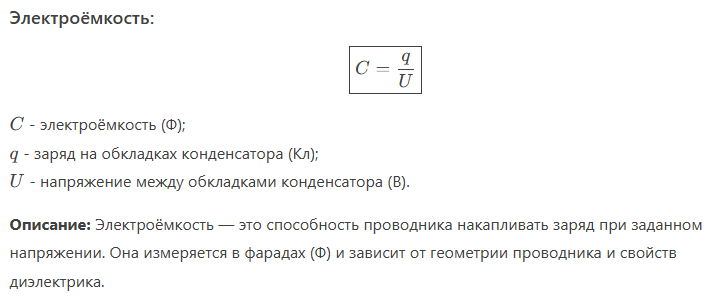 Электроёмкость:
C = q/U
C - электроёмкость (Ф);
q - заряд на обкладках конденсатора (Кл);
U - напряжение между обкладками конденсатора (В).
Описание: Электроёмкость — это способность проводника накапливать заряд при заданном
напряжении. Она измеряется в фарадах (Ф) и зависит от геометрии проводника и свойств
диэлектрика.